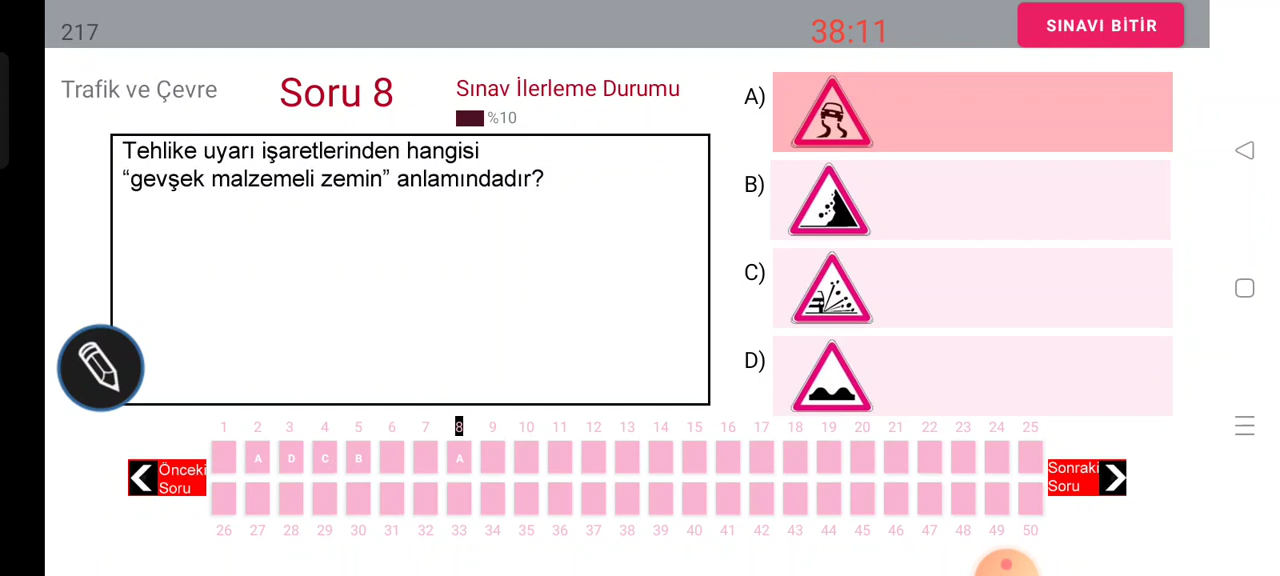 217
38:11
SINAVI BİTİR
Trafik ve Çevre
Soru 8
Sınav İlerleme Durumu
%10
Tehlike uyarı işaretlerinden hangisi
“gevşek malzemeli zemin” anlamındadır?
A)
B)
C)
D)
1 2 3 4 5 6 7 8 9 10 11 12 13 14 15 16 17 18 19 20 21 22 23 24 25
A D C B A
Önceki
Soru
Sonraki
Soru
26 27 28 29 30 31 32 33 34 35 36 37 38 39 40 41 42 43 44 45 46 47 48 49 50